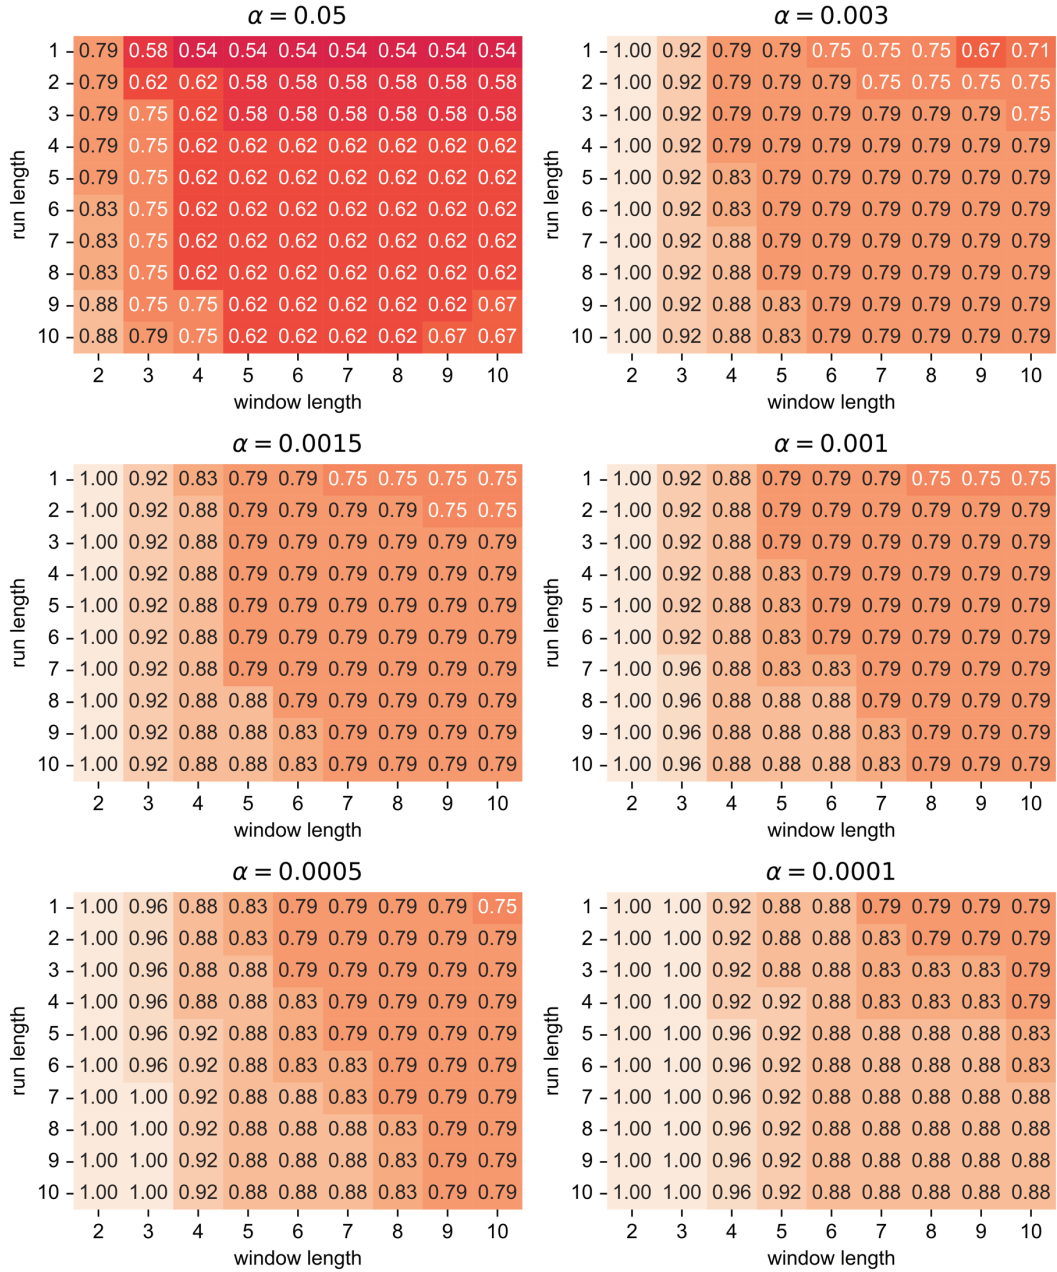 α = 0.05
1 0.79 0.58 0.54 0.54 0.54 0.54 0.54 0.54 0.54
2 0.79 0.62 0.62 0.58 0.58 0.58 0.58 0.58 0.58
3 0.79 0.75 0.62 0.58 0.58 0.58 0.58 0.58 0.58
4 0.79 0.75 0.62 0.62 0.62 0.62 0.62 0.62 0.62
5 0.79 0.75 0.62 0.62 0.62 0.62 0.62 0.62 0.62
6 0.83 0.75 0.62 0.62 0.62 0.62 0.62 0.62 0.62
7 0.83 0.75 0.62 0.62 0.62 0.62 0.62 0.62 0.62
8 0.83 0.75 0.62 0.62 0.62 0.62 0.62 0.62 0.62
9 0.88 0.75 0.75 0.62 0.62 0.62 0.62 0.62 0.67
10 0.88 0.79 0.75 0.62 0.62 0.62 0.62 0.67 0.67
2 3 4 5 6 7 8 9 10
window length
run length
α = 0.003
1 1.00 0.92 0.79 0.79 0.75 0.75 0.75 0.67 0.71
2 1.00 0.92 0.79 0.79 0.79 0.75 0.75 0.75 0.75
3 1.00 0.92 0.79 0.79 0.79 0.79 0.79 0.79 0.75
4 1.00 0.92 0.79 0.79 0.79 0.79 0.79 0.79 0.79
5 1.00 0.92 0.83 0.79 0.79 0.79 0.79 0.79 0.79
6 1.00 0.92 0.83 0.79 0.79 0.79 0.79 0.79 0.79
7 1.00 0.92 0.88 0.79 0.79 0.79 0.79 0.79 0.79
8 1.00 0.92 0.88 0.79 0.79 0.79 0.79 0.79 0.79
9 1.00 0.92 0.88 0.83 0.79 0.79 0.79 0.79 0.79
10 1.00 0.92 0.88 0.83 0.79 0.79 0.79 0.79 0.79
2 3 4 5 6 7 8 9 10
window length
run length
α = 0.0015
1 1.00 0.92 0.83 0.79 0.79 0.75 0.75 0.75 0.75
2 1.00 0.92 0.88 0.79 0.79 0.79 0.79 0.75 0.75
3 1.00 0.92 0.88 0.79 0.79 0.79 0.79 0.79 0.79
4 1.00 0.92 0.88 0.79 0.79 0.79 0.79 0.79 0.79
5 1.00 0.92 0.88 0.79 0.79 0.79 0.79 0.79 0.79
6 1.00 0.92 0.88 0.79 0.79 0.79 0.79 0.79 0.79
7 1.00 0.92 0.88 0.79 0.79 0.79 0.79 0.79 0.79
8 1.00 0.92 0.88 0.88 0.79 0.79 0.79 0.79 0.79
9 1.00 0.92 0.88 0.88 0.83 0.79 0.79 0.79 0.79
10 1.00 0.92 0.88 0.88 0.83 0.79 0.79 0.79 0.79
2 3 4 5 6 7 8 9 10
window length
run length
α = 0.001
1 1.00 0.92 0.88 0.79 0.79 0.79 0.75 0.75 0.75
2 1.00 0.92 0.88 0.79 0.79 0.79 0.79 0.79 0.79
3 1.00 0.92 0.88 0.79 0.79 0.79 0.79 0.79 0.79
4 1.00 0.92 0.88 0.83 0.79 0.79 0.79 0.79 0.79
5 1.00 0.92 0.88 0.83 0.79 0.79 0.79 0.79 0.79
6 1.00 0.92 0.88 0.83 0.79 0.79 0.79 0.79 0.79
7 1.00 0.96 0.88 0.83 0.83 0.79 0.79 0.79 0.79
8 1.00 0.96 0.88 0.88 0.88 0.79 0.79 0.79 0.79
9 1.00 0.96 0.88 0.88 0.88 0.83 0.79 0.79 0.79
10 1.00 0.96 0.88 0.88 0.88 0.83 0.79 0.79 0.79
2 3 4 5 6 7 8 9 10
window length
run length
α = 0.0005
1 1.00 0.96 0.88 0.83 0.79 0.79 0.79 0.79 0.75
2 1.00 0.96 0.88 0.83 0.79 0.79 0.79 0.79 0.79
3 1.00 0.96 0.88 0.88 0.79 0.79 0.79 0.79 0.79
4 1.00 0.96 0.88 0.88 0.83 0.79 0.79 0.79 0.79
5 1.00 0.96 0.92 0.88 0.83 0.79 0.79 0.79 0.79
6 1.00 0.96 0.92 0.88 0.83 0.83 0.79 0.79 0.79
7 1.00 1.00 0.92 0.88 0.88 0.83 0.79 0.79 0.79
8 1.00 1.00 0.92 0.88 0.88 0.88 0.83 0.79 0.79
9 1.00 1.00 0.92 0.88 0.88 0.88 0.83 0.79 0.79
10 1.00 1.00 0.92 0.88 0.88 0.88 0.83 0.79 0.79
2 3 4 5 6 7 8 9 10
window length
run length
α = 0.0001
1 1.00 1.00 0.92 0.88 0.88 0.79 0.79 0.79 0.79
2 1.00 1.00 0.92 0.88 0.88 0.83 0.79 0.79 0.79
3 1.00 1.00 0.92 0.88 0.88 0.83 0.83 0.83 0.79
4 1.00 1.00 0.92 0.92 0.88 0.83 0.83 0.83 0.79
5 1.00 1.00 0.96 0.92 0.88 0.88 0.88 0.88 0.83
6 1.00 1.00 0.96 0.92 0.88 0.88 0.88 0.88 0.83
7 1.00 1.00 0.96 0.92 0.88 0.88 0.88 0.88 0.88
8 1.00 1.00 0.96 0.92 0.88 0.88 0.88 0.88 0.88
9 1.00 1.00 0.96 0.92 0.88 0.88 0.88 0.88 0.88
10 1.00 1.00 0.96 0.92 0.88 0.88 0.88 0.88 0.88
2 3 4 5 6 7 8 9 10
window length
run length